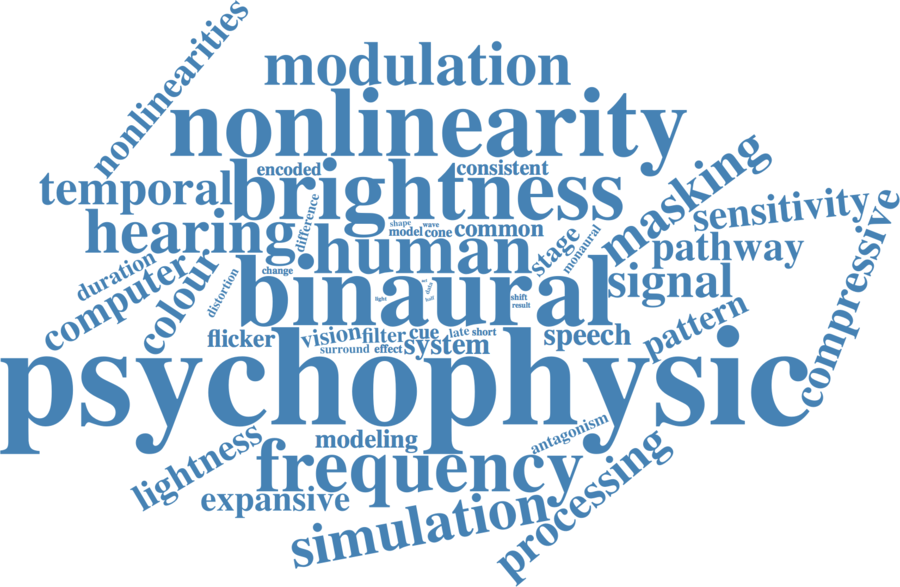 nonlinearities
modulation
nonlinearity
encoded
consistent
temporal
brightness
masking
sensitivity
difference
shape
wave
hearing
model
cone
common
human
stage
monaural
pathway
compressive
duration
computer
colour
distortion
change
binaural
signal
light
data
shift
result
flicker
vision
filter
cue
late
short
speech
pattern
surround
effect
system
psychophysic
antagonism
lightness
modeling
frequency
processing
expansive
simulation